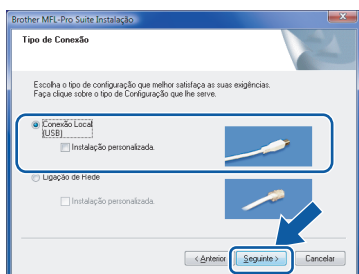 Brother MFL-Pro Suite Instalação
Tipo de Conexão
Escolha o tipo de configuração que melhor satisfaça as suas exigências.
Faça clique sobre o tipo de Configuração que lhe serve.
Conexão Local
(USB)
Instalação personalizada.
Ligação de Rede
Instalação personalizada.
< Anterior
Seguinte >
Cancelar